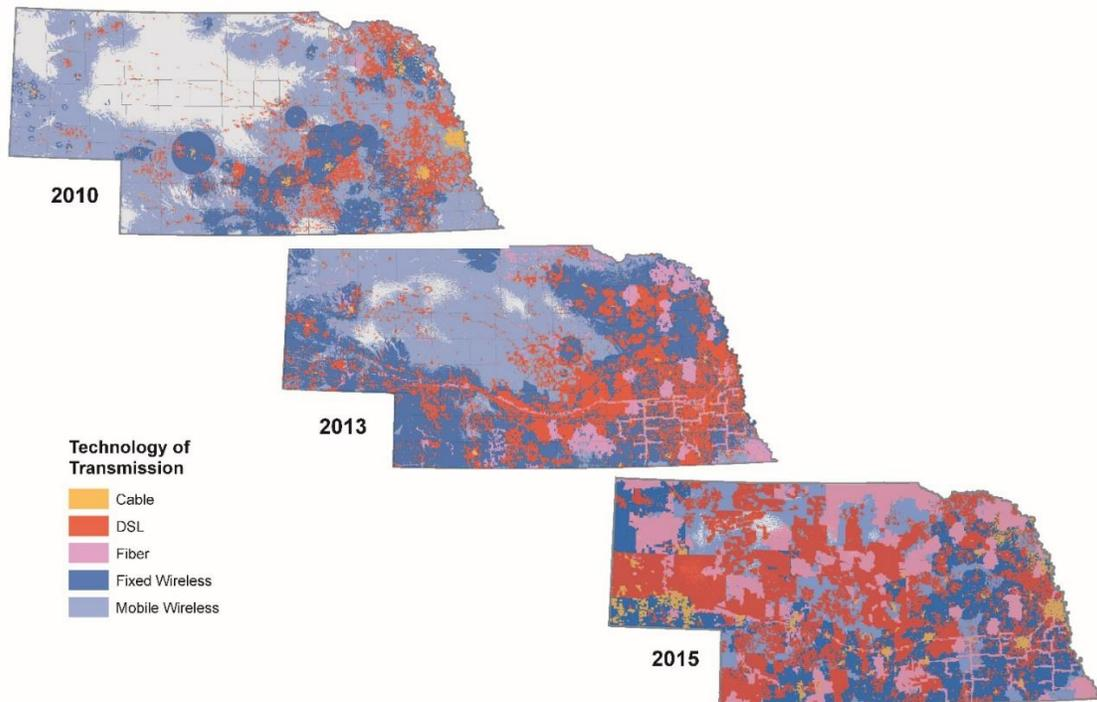 2010
2013
Technology of
Transmission
Cable
DSL
Fiber
Fixed Wireless
Mobile Wireless
2015